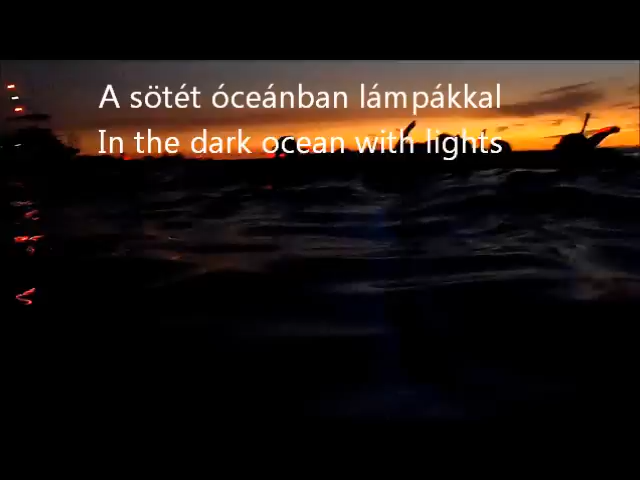 A sötét óceánban lámpákkal
In the dark ocean with lights